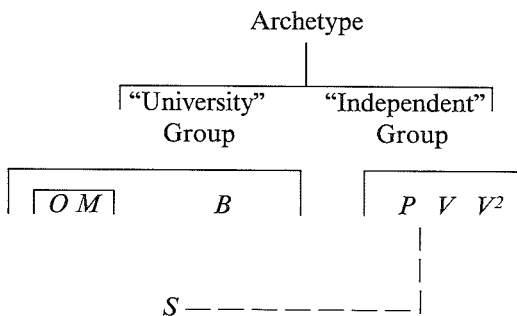 Archetype
“University” “Independent”
Group Group
O M B P V V²
S